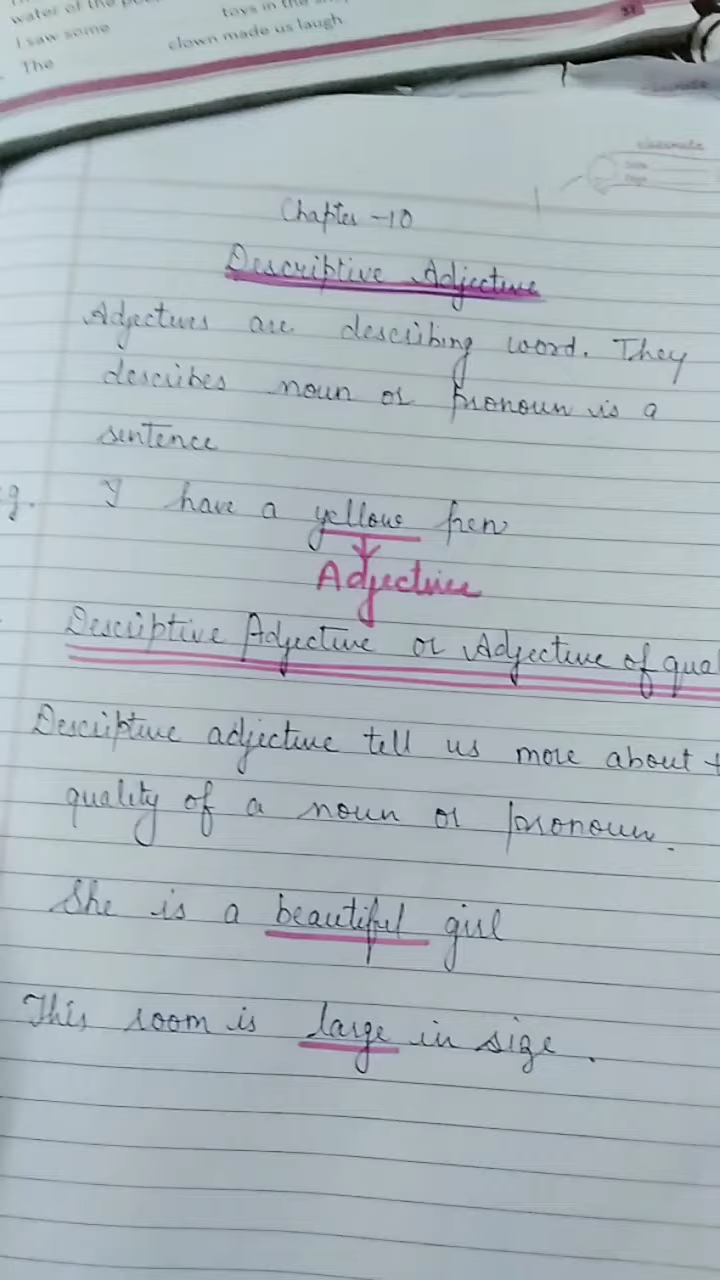 water of the
toys in the
I saw some
clown made us laugh.
The
classmate
Chapter -10
Descriptive Adjective
Adjectives are describing word. They
describes noun or pronoun is a
sentence
g. I have a yellow pen
Adjective
Descriptive Adjective or Adjective of qua
Descriptive adjective tell us more about
quality of a noun or pronoun.
She is a beautiful girl
This room is large in size.